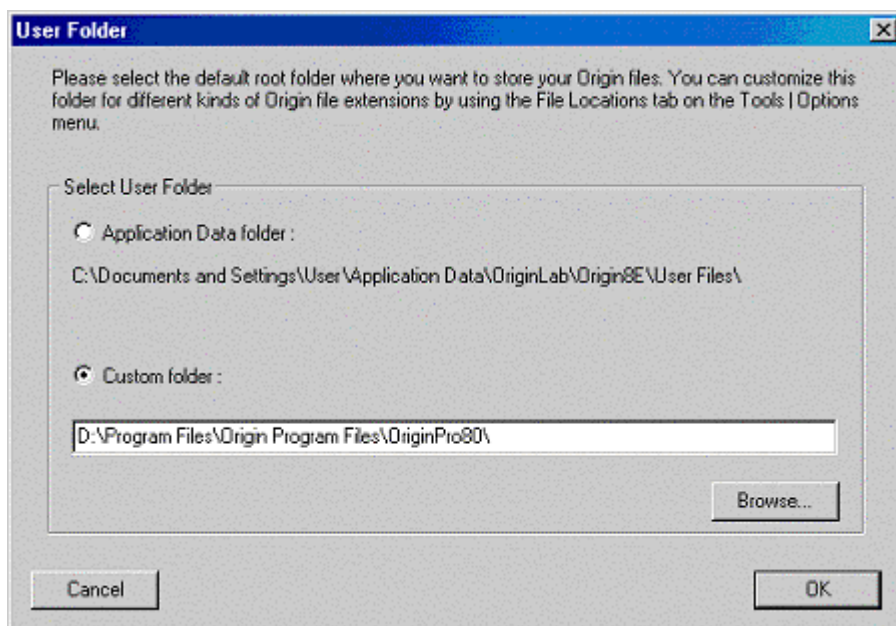 User Folder
Please select the default root folder where you want to store your Origin files. You can customize this
folder for different kinds of Origin file extensions by using the File Locations tab on the Tools | Options
menu.
Select User Folder
Application Data folder :
C:\Documents and Settings\User\Application Data\OriginLab\Origin8E\User Files\
Custom folder :
D:\Program Files\Origin Program Files\OriginPro80\
Browse...
Cancel
OK